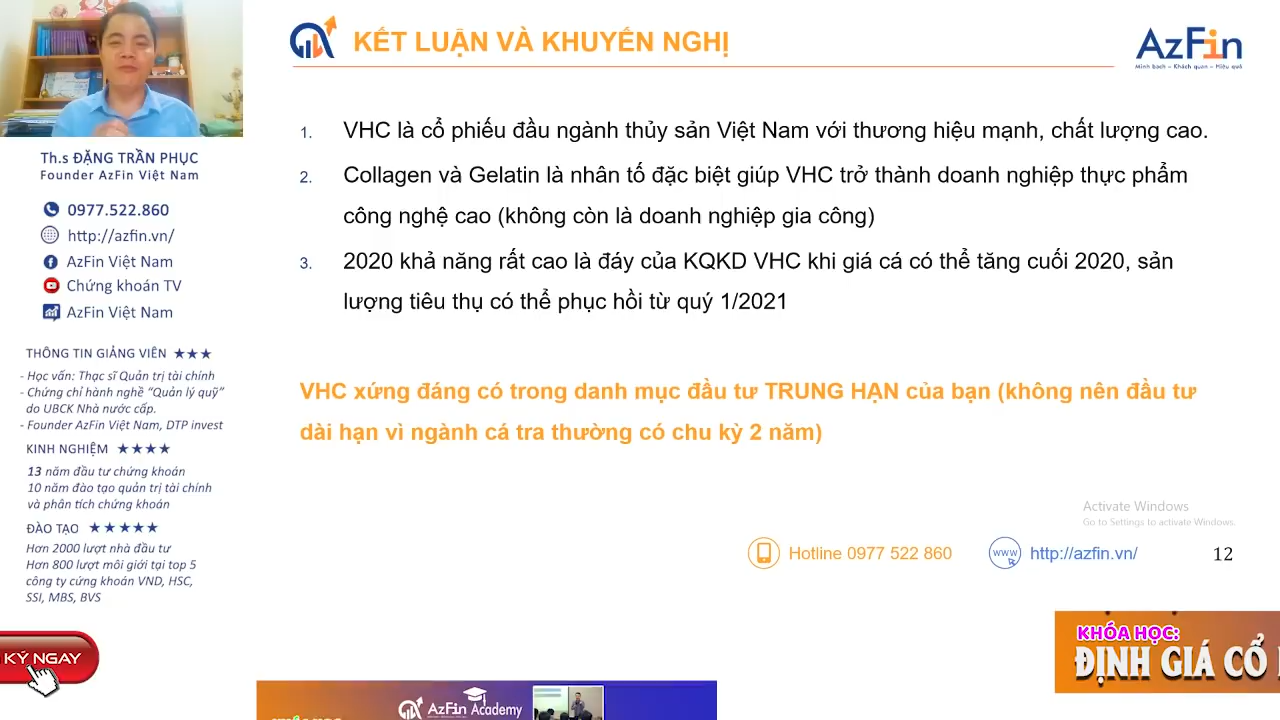 KẾT LUẬN VÀ KHUYẾN NGHỊ
AzFin
Minh bạch – Khách quan – Hiệu quả
1. VHC là cổ phiếu đầu ngành thủy sản Việt Nam với thương hiệu mạnh, chất lượng cao.
2. Collagen và Gelatin là nhân tố đặc biệt giúp VHC trở thành doanh nghiệp thực phẩm
công nghệ cao (không còn là doanh nghiệp gia công)
3. 2020 khả năng rất cao là đáy của KQKD VHC khi giá cá có thể tăng cuối 2020, sản
lượng tiêu thụ có thể phục hồi từ quý 1/2021
VHC xứng đáng có trong danh mục đầu tư TRUNG HẠN của bạn (không nên đầu tư
dài hạn vì ngành cá tra thường có chu kỳ 2 năm)
Activate Windows
Go to Settings to activate Windows.
Hotline 0977 522 860
www
http://azfin.vn/
12
Th.s ĐẶNG TRẦN PHỤC
Founder AzFin Việt Nam
0977.522.860
http://azfin.vn/
AzFin Việt Nam
Chứng khoán TV
AzFin Việt Nam
THÔNG TIN GIẢNG VIÊN ★★★
- Học vấn: Thạc sĩ Quản trị tài chính
- Chứng chỉ hành nghề “Quản lý quỹ”
do UBCK Nhà nước cấp.
- Founder AzFin Việt Nam, DTP invest
KINH NGHIỆM ★★★★
13 năm đầu tư chứng khoán
10 năm đào tạo quản trị tài chính
và phân tích chứng khoán
ĐÀO TẠO ★★★★★
Hơn 2000 lượt nhà đầu tư
Hơn 800 lượt môi giới tại top 5
công ty cứng khoán VND, HSC,
SSI, MBS, BVS
KÝ NGAY
AzFin Academy
KHÓA HỌC:
ĐỊNH GIÁ CỔ